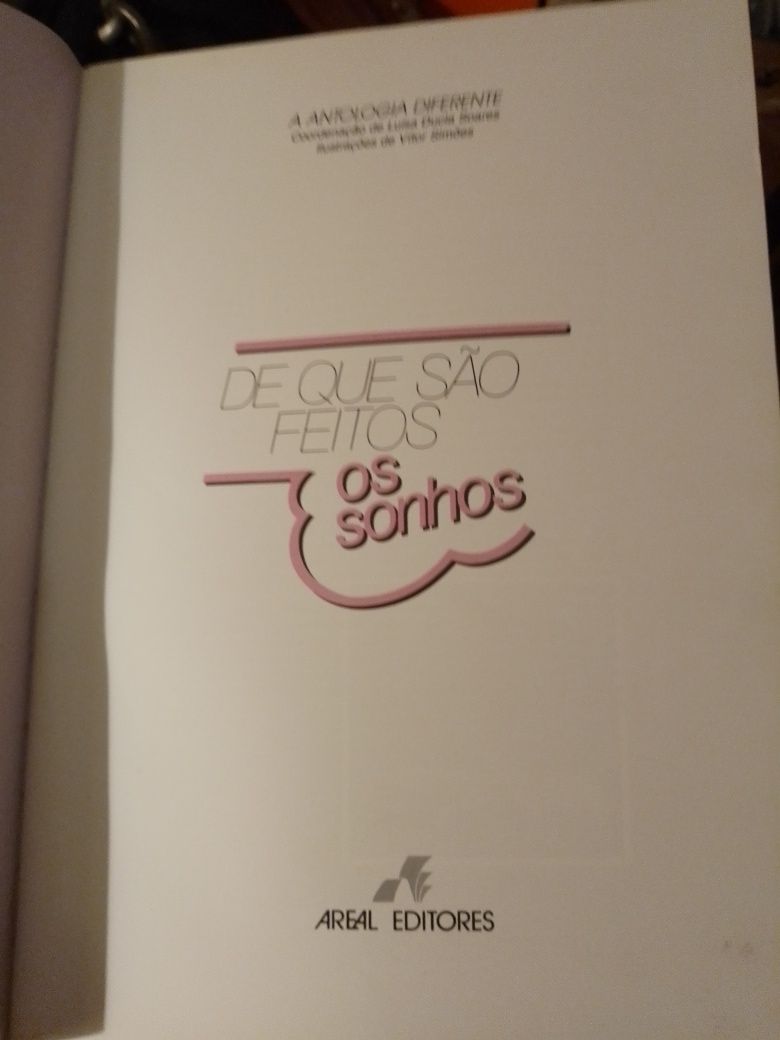 A ANTOLOGIA DIFERENTE
Coordenação de Luísa Ducla Soares
Ilustrações de Vítor Simões
DE QUE SÃO
FEITOS
os
sonhos
AREAL EDITORES